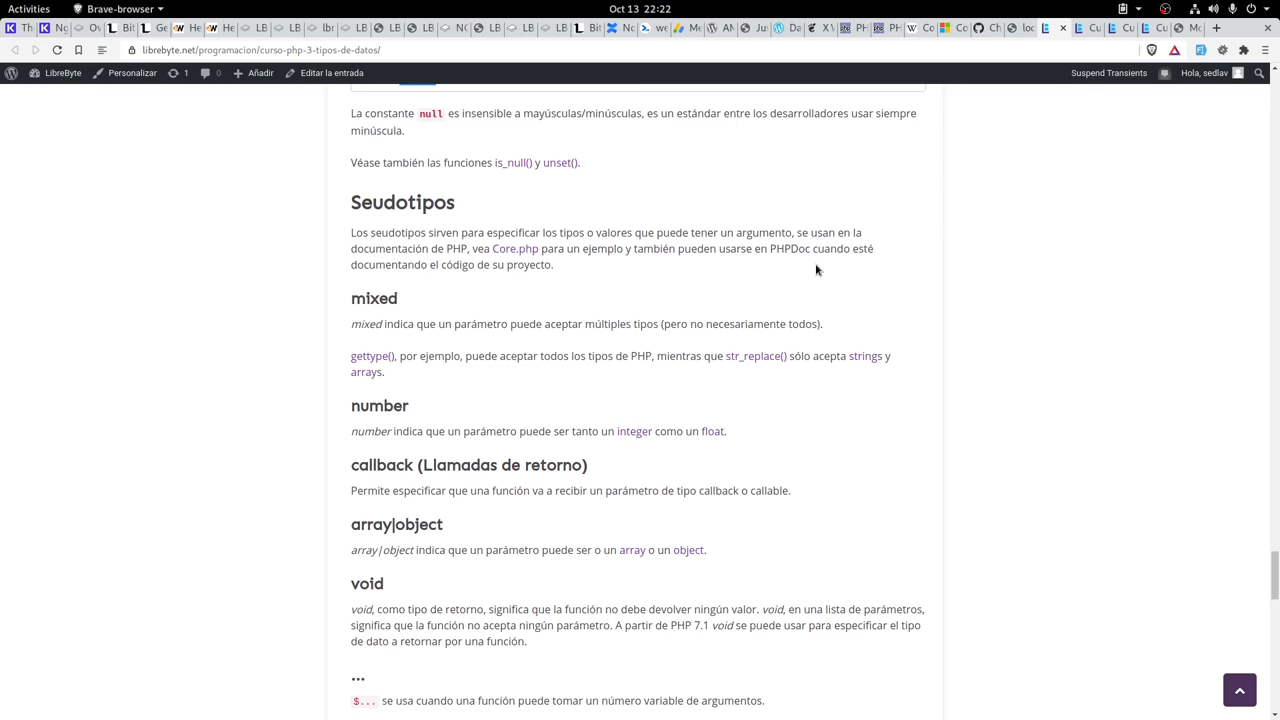 Activities
Brave-browser
Oct 13 22:22
librebyte.net/programacion/curso-php-3-tipos-de-datos/
LibreByte
Personalizar
1
0
Añadir
Editar la entrada
Suspend Transients
Hola, sedlav
La constante null es insensible a mayúsculas/minúsculas, es un estándar entre los desarrolladores usar siempre
minúscula.
Véase también las funciones is_null() y unset().
Seudotipos
Los seudotipos sirven para especificar los tipos o valores que puede tener un argumento, se usan en la
documentación de PHP, vea Core.php para un ejemplo y también pueden usarse en PHPDoc cuando esté
documentando el código de su proyecto.
mixed
mixed indica que un parámetro puede aceptar múltiples tipos (pero no necesariamente todos).
gettype(), por ejemplo, puede aceptar todos los tipos de PHP, mientras que str_replace() sólo acepta strings y
arrays.
number
number indica que un parámetro puede ser tanto un integer como un float.
callback (Llamadas de retorno)
Permite especificar que una función va a recibir un parámetro de tipo callback o callable.
array|object
array|object indica que un parámetro puede ser o un array o un object.
void
void, como tipo de retorno, significa que la función no debe devolver ningún valor. void, en una lista de parámetros,
significa que la función no acepta ningún parámetro. A partir de PHP 7.1 void se puede usar para especificar el tipo
de dato a retornar por una función.
...
$... se usa cuando una función puede tomar un número variable de argumentos.